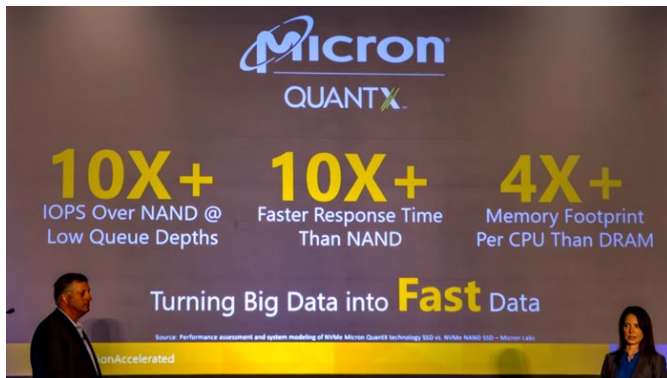 Micron
QUANTX™
10X+
IOPS Over NAND @
Low Queue Depths
10X+
Faster Response Time
Than NAND
4X+
Memory Footprint
Per CPU Than DRAM
Turning Big Data into Fast Data
Source: Performance assessment and system modeling of NVMe Micron QuantX technology SSD vs. NVMe NAND SSD – Micron Labs
onAccelerated